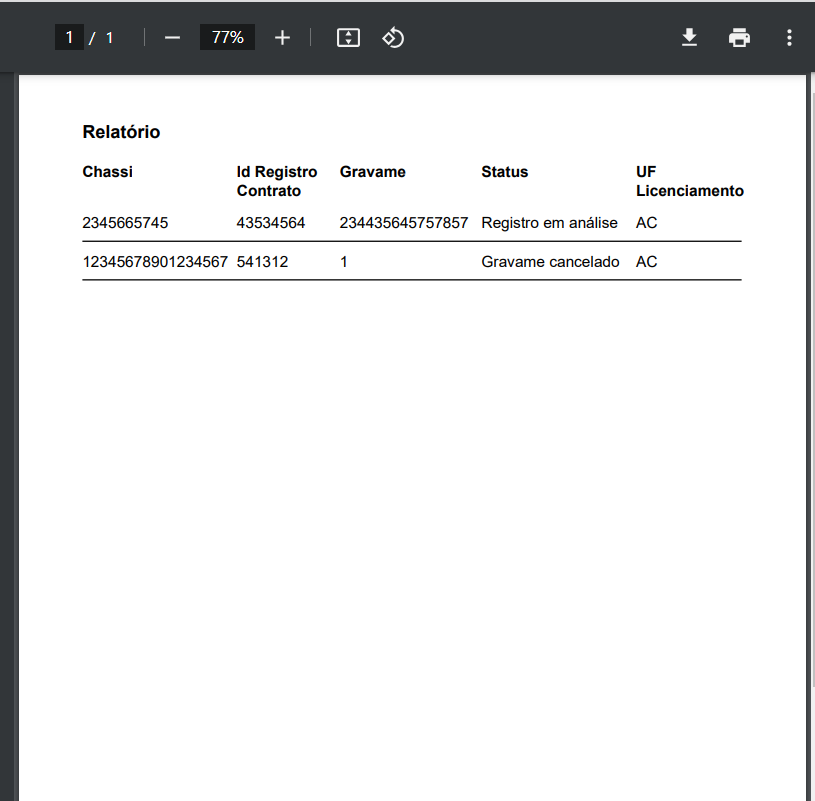 1 / 1 77%
Relatório
Chassi Id Registro Contrato Gravame Status UF Licenciamento
2345665745 43534564 234435645757857 Registro em análise AC
12345678901234567 541312 1 Gravame cancelado AC